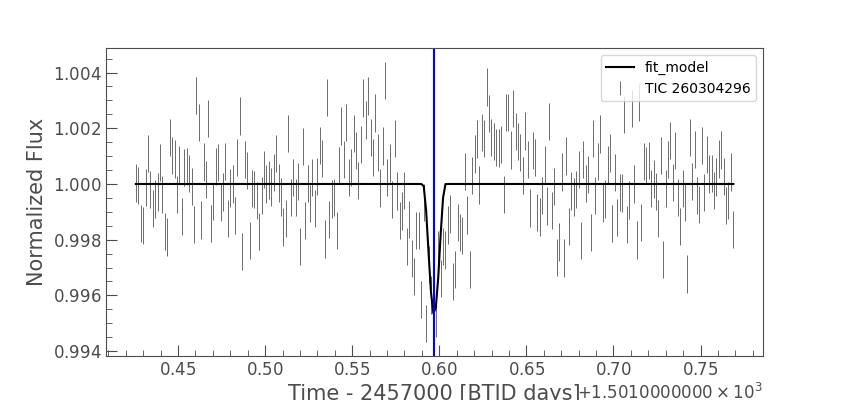 fit_model
TIC 260304296
Normalized Flux
1.004
1.002
1.000
0.998
0.996
0.994
0.45 0.50 0.55 0.60 0.65 0.70 0.75
Time - 2457000 [BTJD days] +1.5010000000 × 10³